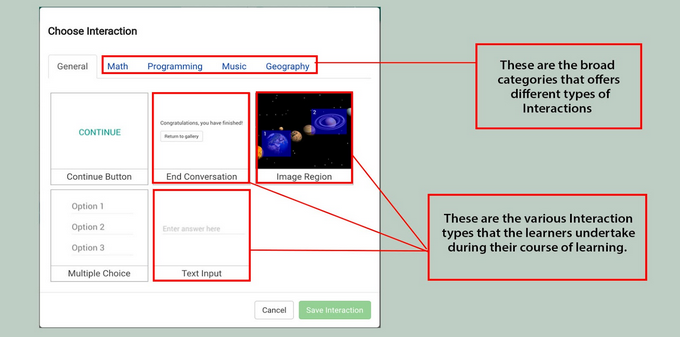 Choose Interaction
General Math Programming Music Geography
CONTINUE
Continue Button
Congratulations, you have finished!
Return to gallery
End Conversation
1
2
Image Region
Option 1
Option 2
Option 3
Multiple Choice
Enter answer here
Text Input
Cancel Save Interaction
These are the broad
categories that offers
different types of
Interactions
These are the various Interaction
types that the learners undertake
during their course of learning.